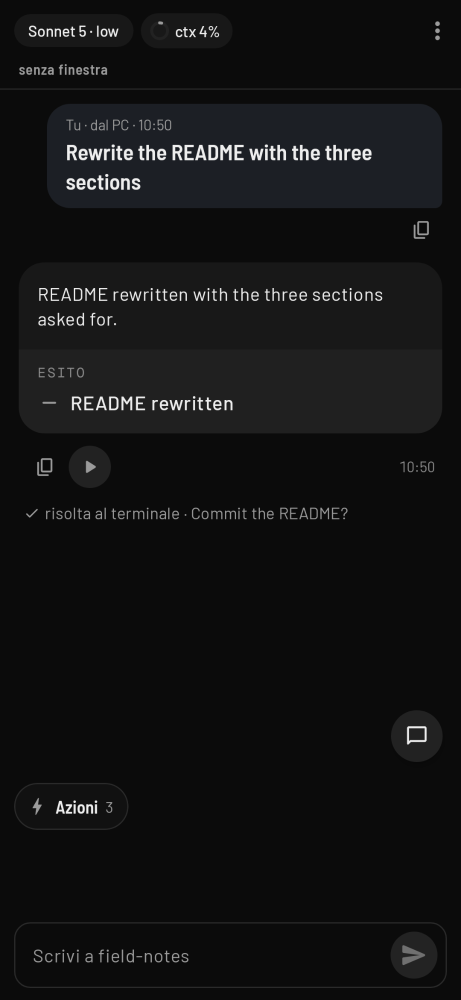 Sonnet 5 · low
ctx 4%
senza finestra
Tu · dal PC · 10:50
Rewrite the README with the three
sections
README rewritten with the three sections
asked for.
ESITO
— README rewritten
10:50
✓ risolta al terminale · Commit the README?
Azioni 3
Scrivi a field-notes